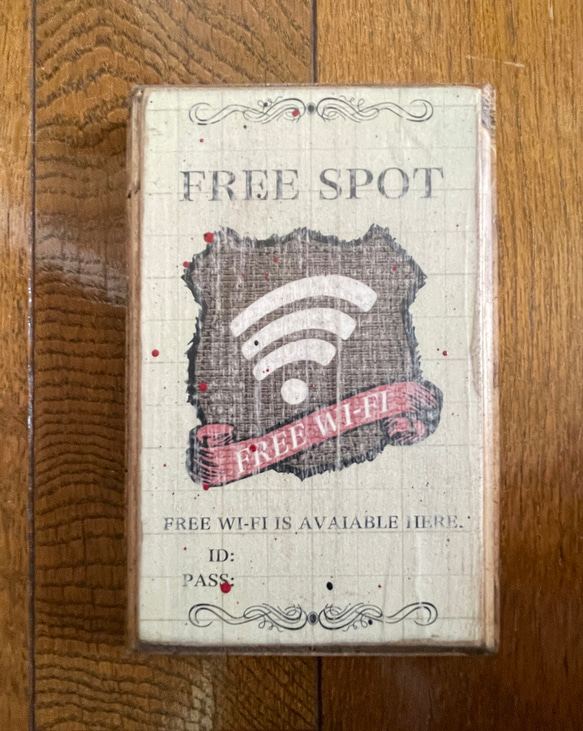 FREE SPOT
FREE WI-FI
FREE WI-FI IS AVAIABLE HERE.
ID:
PASS: